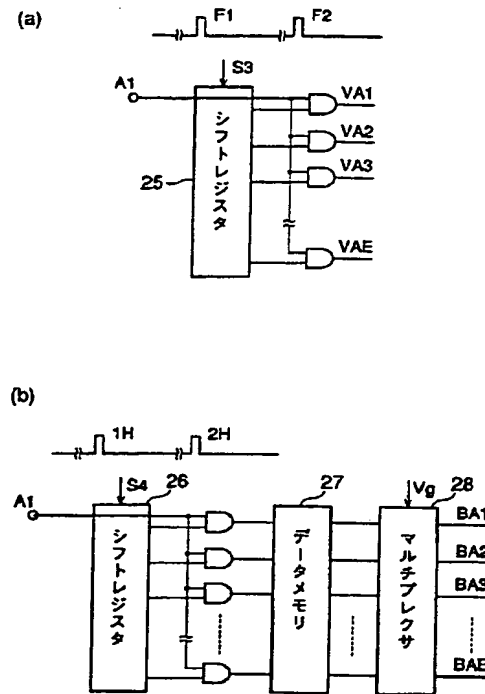 (a)
F1
F2
S3
A1
シフトレジスタ
25
VA1
VA2
VA3
VAE
(b)
1H
2H
S4
26
A1
シフトレジスタ
27
データメモリ
Vg
28
マルチプレクサ
BA1
BA2
BA3
BAE